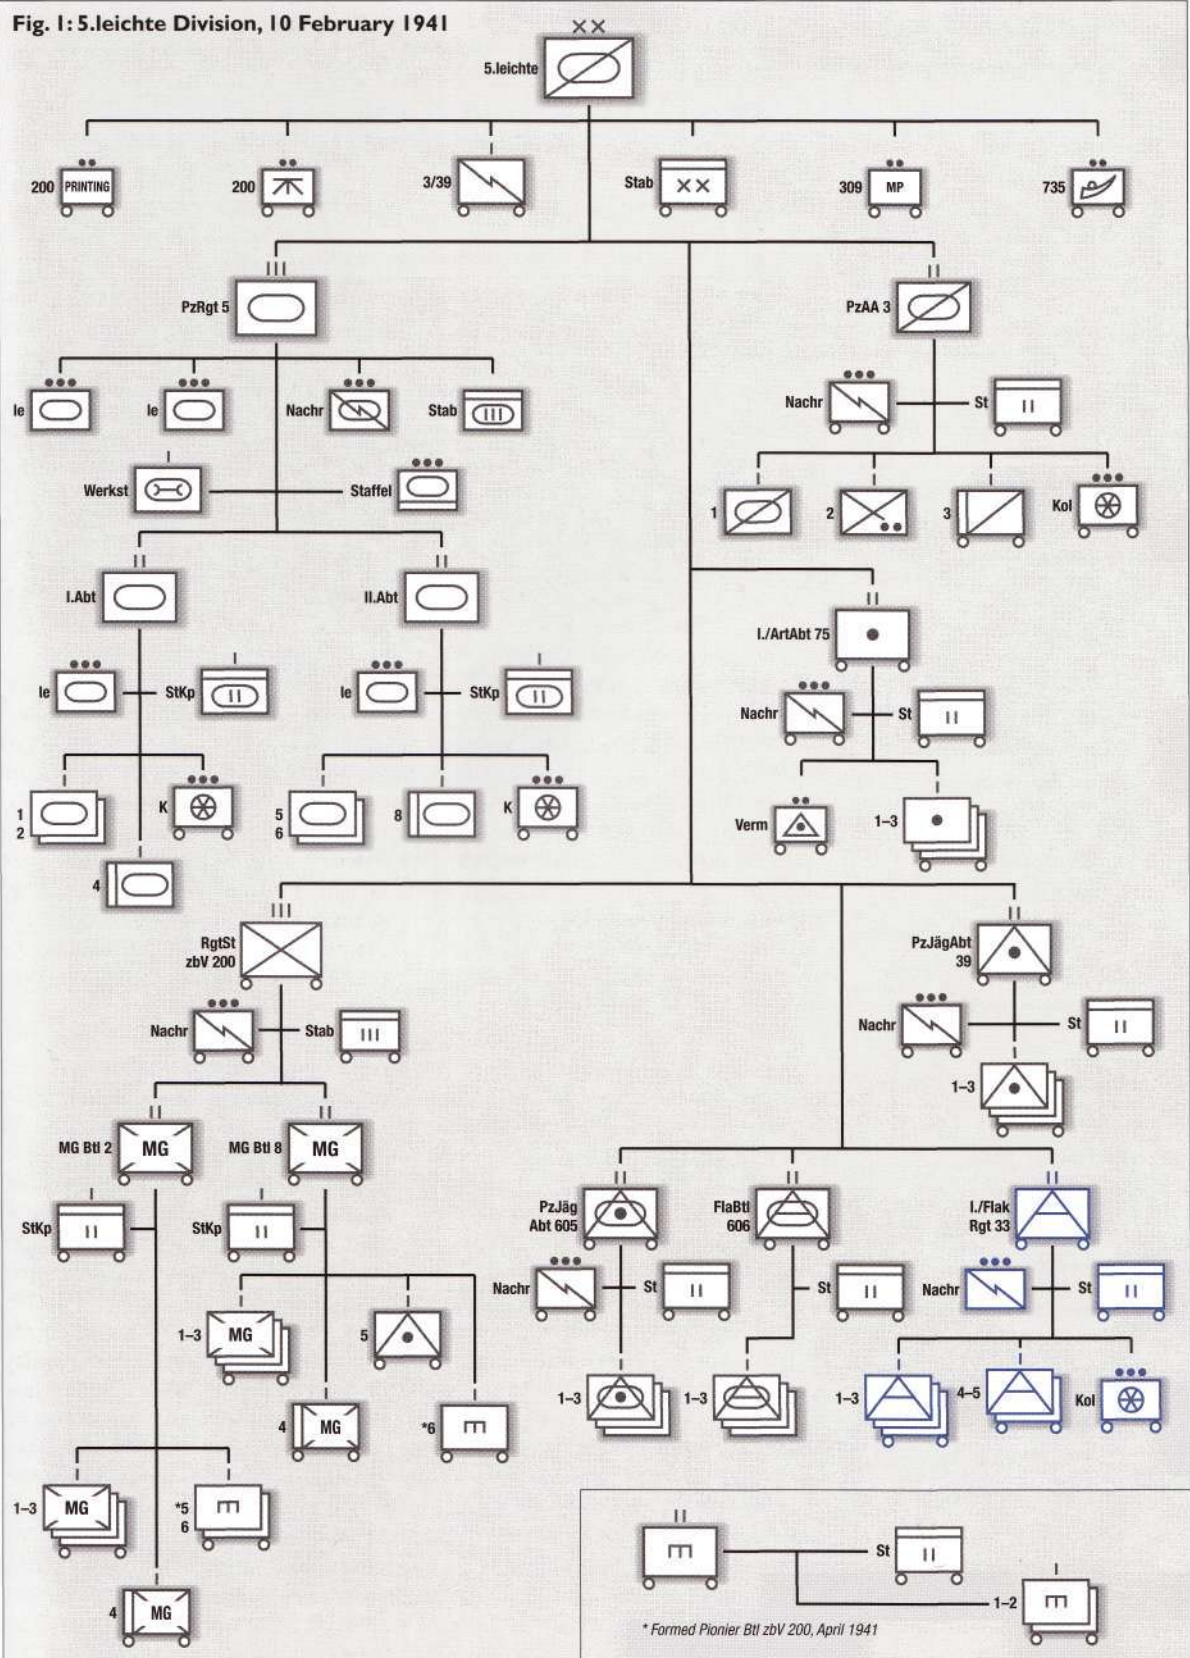 Fig. 1: 5.leichte Division, 10 February 1941
5.leichte
200 PRINTING
200
3/39
Stab
309 MP
735
PzRgt 5
PzAA 3
le
le
Nachr
Stab
Nachr
St
Werkst
Staffel
1
2
3
Kol
I.Abt
II.Abt
I./ArtAbt 75
le
StKp
le
StKp
Nachr
St
1
2
K
5
6
8
K
Verm
1–3
4
RgtSt
zbV 200
PzJägAbt
39
Nachr
Stab
Nachr
St
1–3
MG Btl 2 MG
MG Btl 8 MG
StKp
StKp
PzJäg
Abt 605
FlaBtl
606
I./Flak
Rgt 33
Nachr
St
St
Nachr
St
1–3 MG
5
4 MG
*6
1–3
1–3
1–3
4–5
Kol
1–3 MG
*5
6
4 MG
St
1–2
* Formed Pionier Btl zbV 200, April 1941